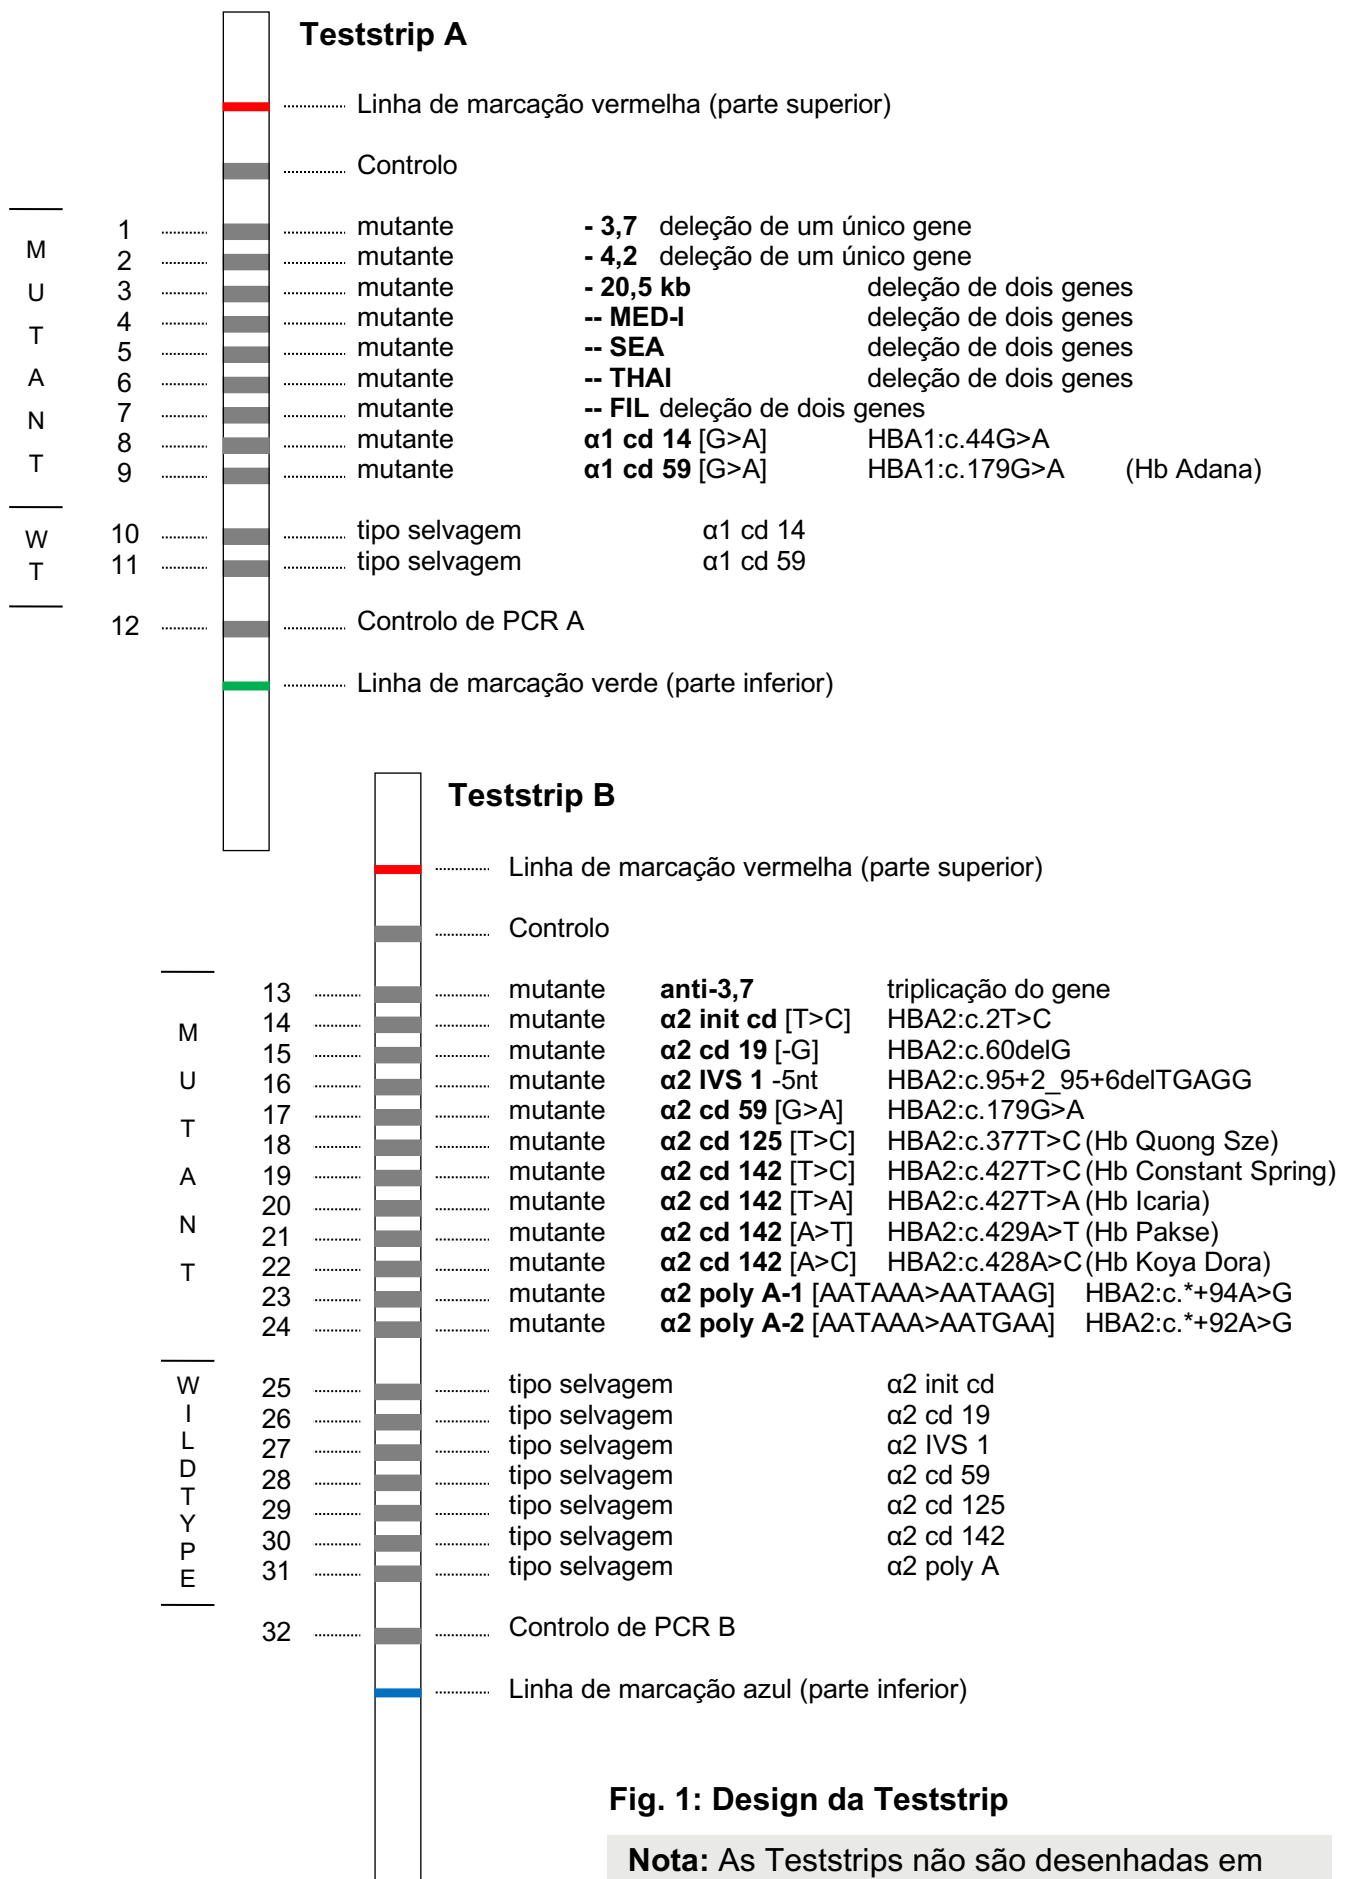 Teststrip A
Linha de marcação vermelha (parte superior)
Controlo
MUTANT
1 mutante - 3,7 deleção de um único gene
2 mutante - 4,2 deleção de um único gene
3 mutante - 20,5 kb deleção de dois genes
4 mutante -- MED-I deleção de dois genes
5 mutante -- SEA deleção de dois genes
6 mutante -- THAI deleção de dois genes
7 mutante -- FIL deleção de dois genes
8 mutante α1 cd 14 [G>A] HBA1:c.44G>A
9 mutante α1 cd 59 [G>A] HBA1:c.179G>A (Hb Adana)
WT
10 tipo selvagem α1 cd 14
11 tipo selvagem α1 cd 59
12 Controlo de PCR A
Linha de marcação verde (parte inferior)
Teststrip B
Linha de marcação vermelha (parte superior)
Controlo
MUTANT
13 mutante anti-3,7 triplicação do gene
14 mutante α2 init cd [T>C] HBA2:c.2T>C
15 mutante α2 cd 19 [-G] HBA2:c.60delG
16 mutante α2 IVS 1 -5nt HBA2:c.95+2_95+6delTGAGG
17 mutante α2 cd 59 [G>A] HBA2:c.179G>A
18 mutante α2 cd 125 [T>C] HBA2:c.377T>C (Hb Quong Sze)
19 mutante α2 cd 142 [T>C] HBA2:c.427T>C (Hb Constant Spring)
20 mutante α2 cd 142 [T>A] HBA2:c.427T>A (Hb Icaria)
21 mutante α2 cd 142 [A>T] HBA2:c.429A>T (Hb Pakse)
22 mutante α2 cd 142 [A>C] HBA2:c.428A>C (Hb Koya Dora)
23 mutante α2 poly A-1 [AATAAA>AATAAG] HBA2:c.*+94A>G
24 mutante α2 poly A-2 [AATAAA>AATGAA] HBA2:c.*+92A>G
WILDTYPE
25 tipo selvagem α2 init cd
26 tipo selvagem α2 cd 19
27 tipo selvagem α2 IVS 1
28 tipo selvagem α2 cd 59
29 tipo selvagem α2 cd 125
30 tipo selvagem α2 cd 142
31 tipo selvagem α2 poly A
32 Controlo de PCR B
Linha de marcação azul (parte inferior)
Fig. 1: Design da Teststrip
Nota: As Teststrips não são desenhadas em